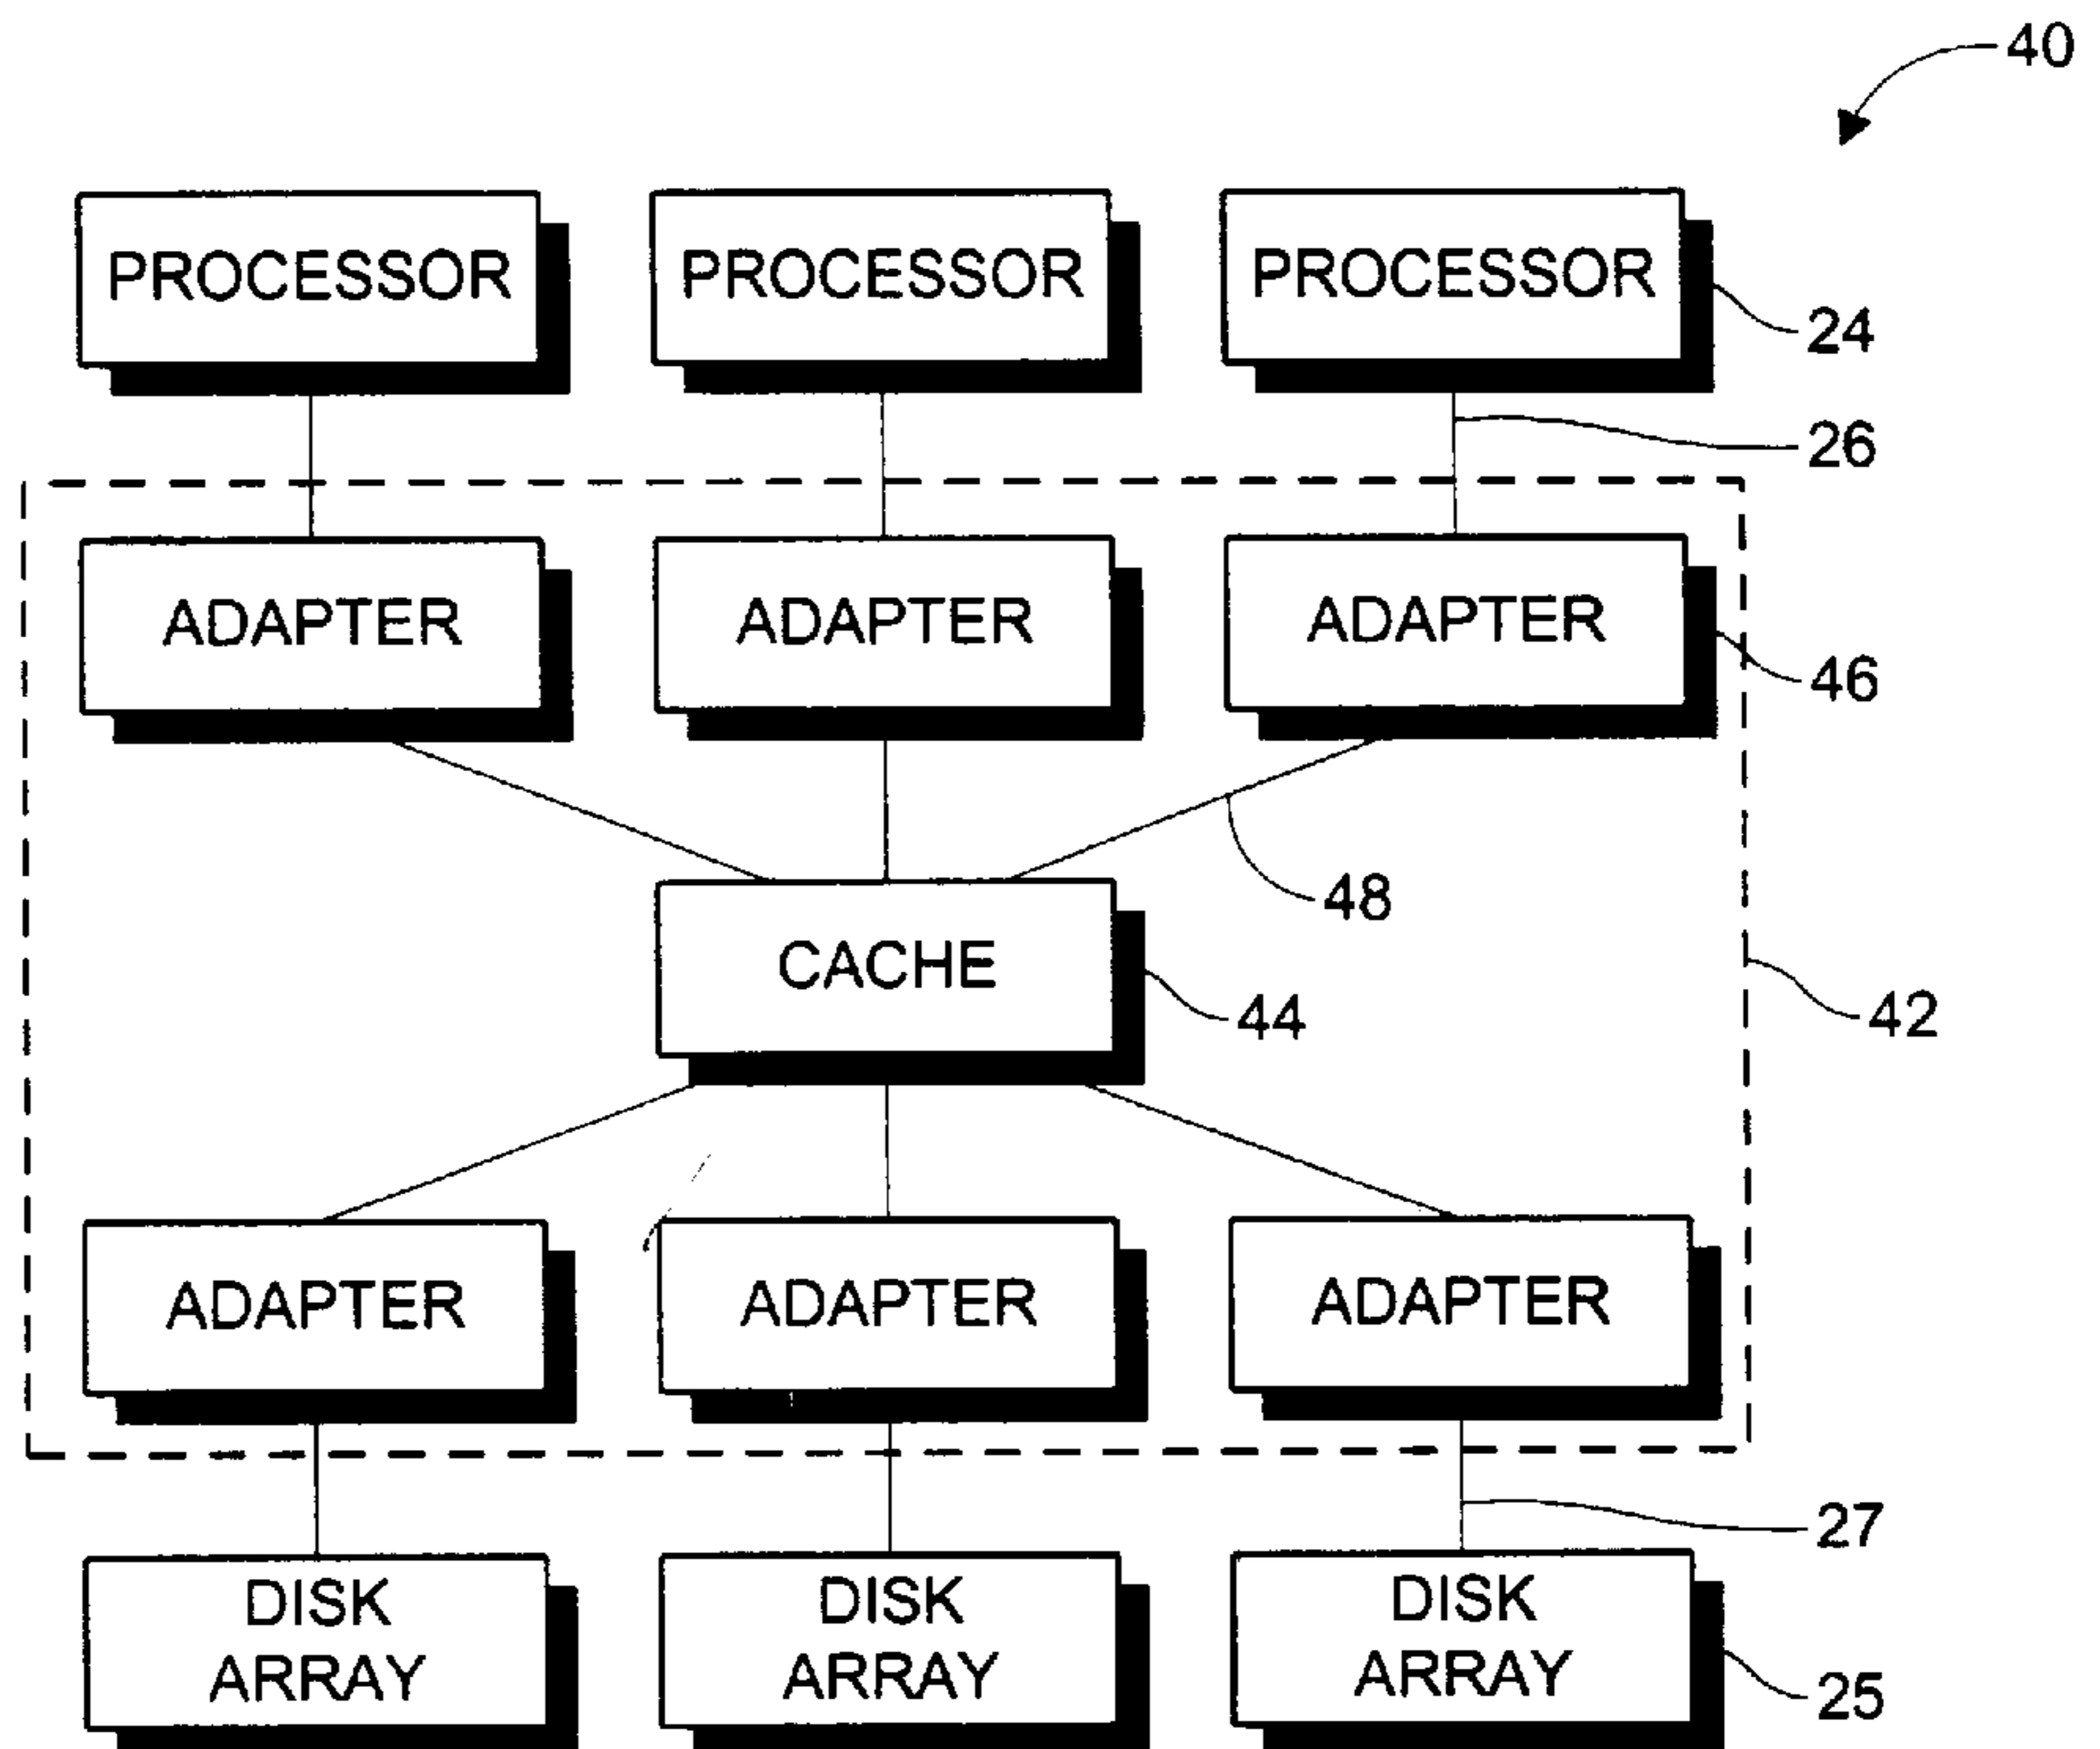 40
PROCESSOR PROCESSOR PROCESSOR
24
26
ADAPTER ADAPTER ADAPTER
46
48
CACHE
44
42
ADAPTER ADAPTER ADAPTER
27
DISK ARRAY DISK ARRAY DISK ARRAY
25